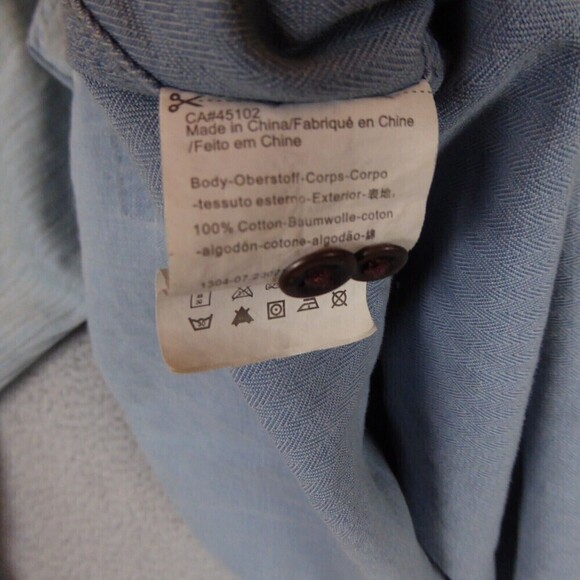 CA#45102
Made in China/Fabriqué en Chine
/Feito em Chine
Body-Oberstoff-Corps-Corpo
-tessuto esterno-Exterior-表地.
100% Cotton-Baumwolle-coton
-algodón-cotone-algodão-綿